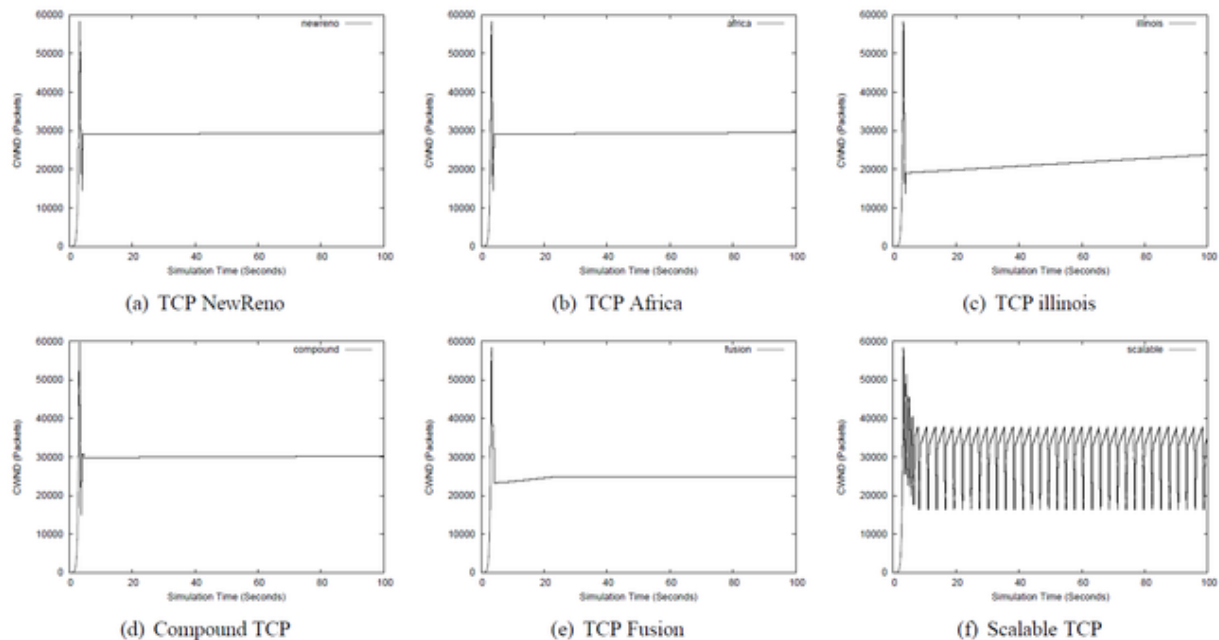 60000
newreno
50000
40000
30000
20000
10000
0
CWND (Packets)
0 20 40 60 80 100
Simulation Time (Seconds)
(a) TCP NewReno
60000
africa
50000
40000
30000
20000
10000
0
CWND (Packets)
0 20 40 60 80 100
Simulation Time (Seconds)
(b) TCP Africa
60000
illinois
50000
40000
30000
20000
10000
0
CWND (Packets)
0 20 40 60 80 100
Simulation Time (Seconds)
(c) TCP illinois
60000
compound
50000
40000
30000
20000
10000
0
CWND (Packets)
0 20 40 60 80 100
Simulation Time (Seconds)
(d) Compound TCP
60000
fusion
50000
40000
30000
20000
10000
0
CWND (Packets)
0 20 40 60 80 100
Simulation Time (Seconds)
(e) TCP Fusion
60000
scalable
50000
40000
30000
20000
10000
0
CWND (Packets)
0 20 40 60 80 100
Simulation Time (Seconds)
(f) Scalable TCP